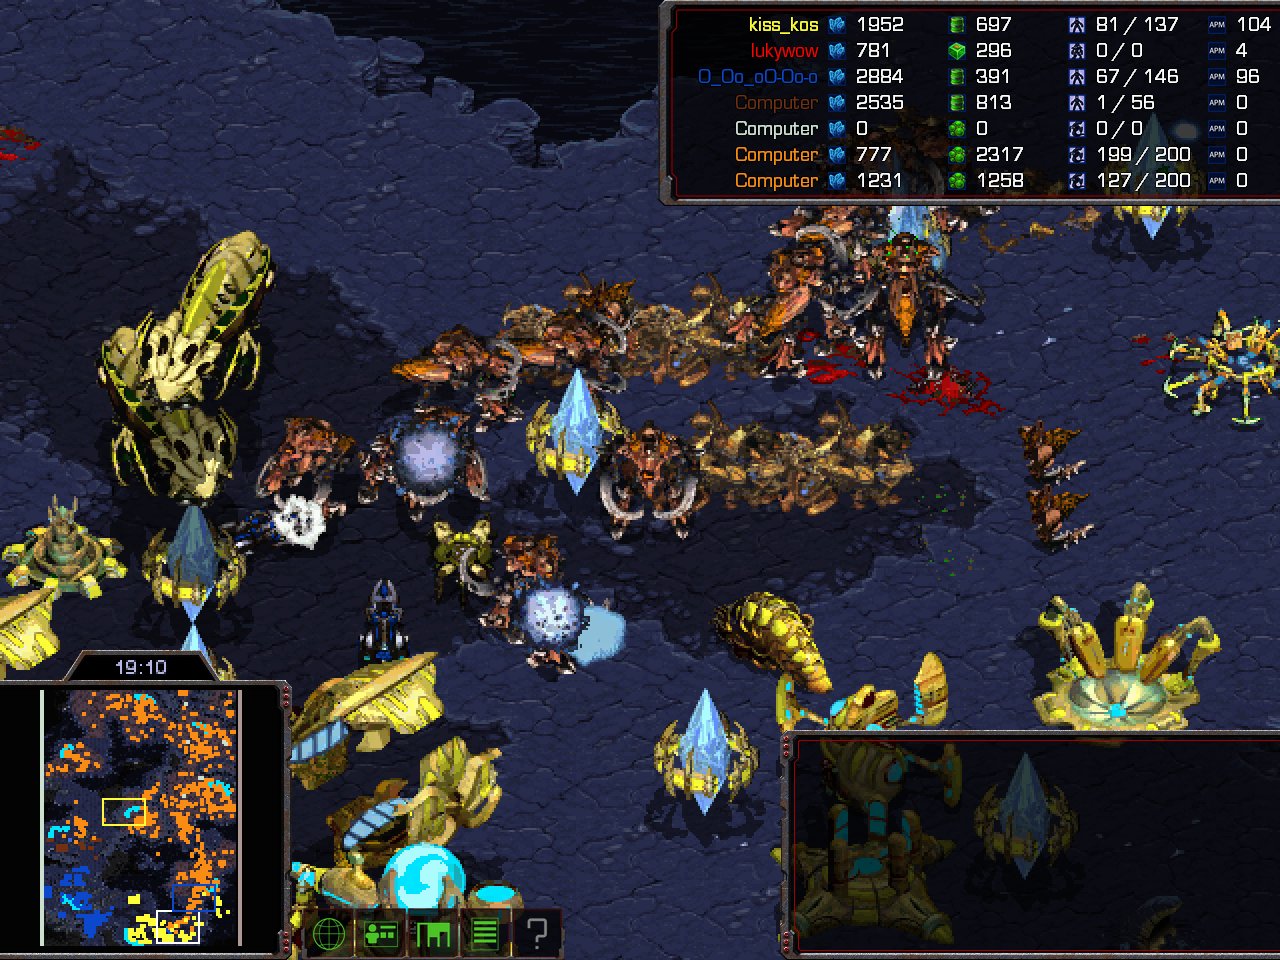 kiss_kos 1952 697 81 / 137 APM 104
lukywow 781 296 0 / 0 APM 4
O_Oo_oO-Oo-o 2884 391 67 / 146 APM 96
Computer 2535 813 1 / 56 APM 0
Computer 0 0 0 / 0 APM 0
Computer 777 2317 199 / 200 APM 0
Computer 1231 1258 127 / 200 APM 0
19:10
?